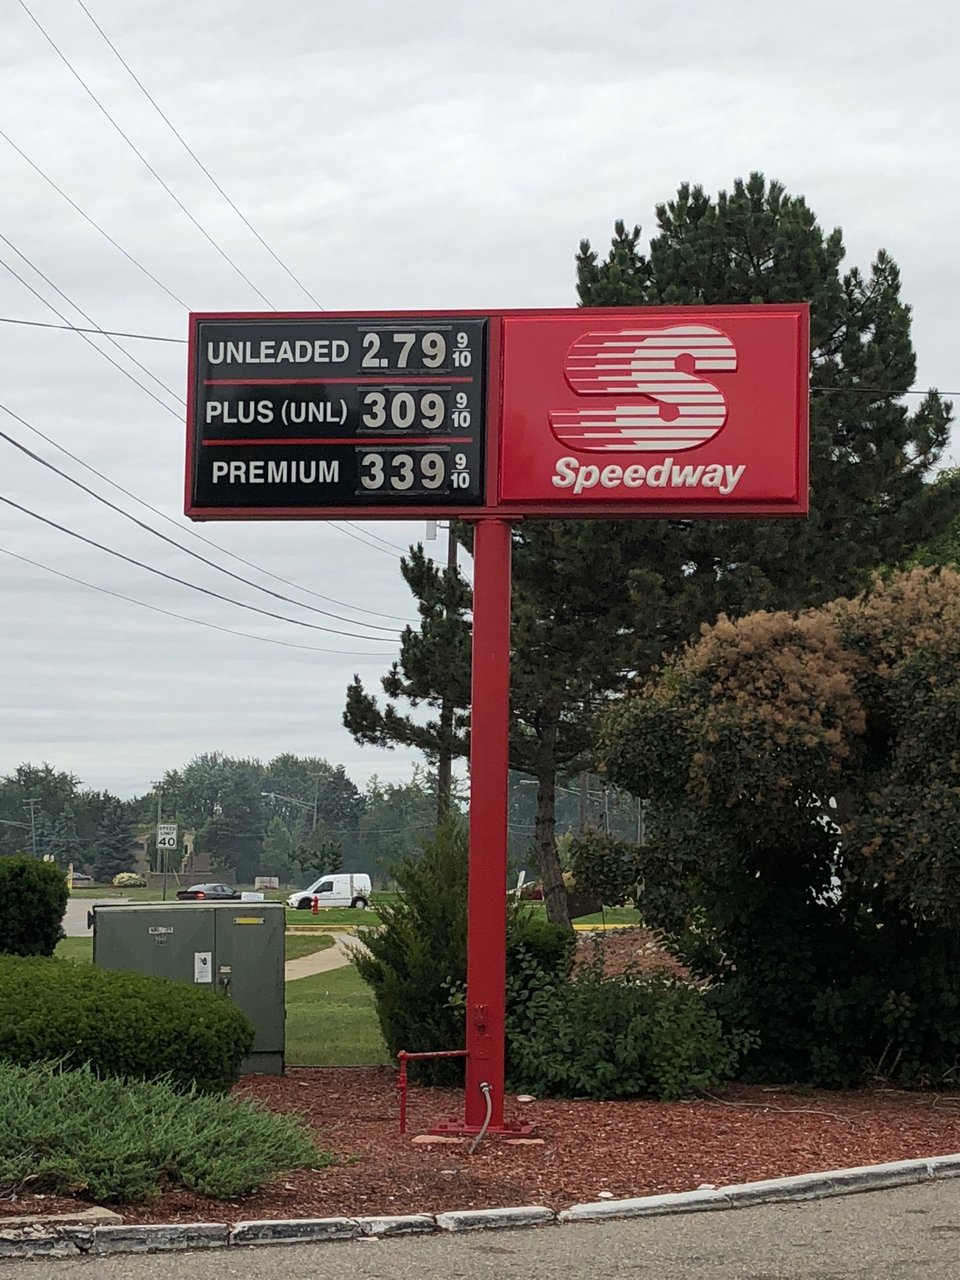 UNLEADED 2.79 9/10
PLUS (UNL) 309 9/10
PREMIUM 339 9/10
S
Speedway
SPEED
LIMIT
40